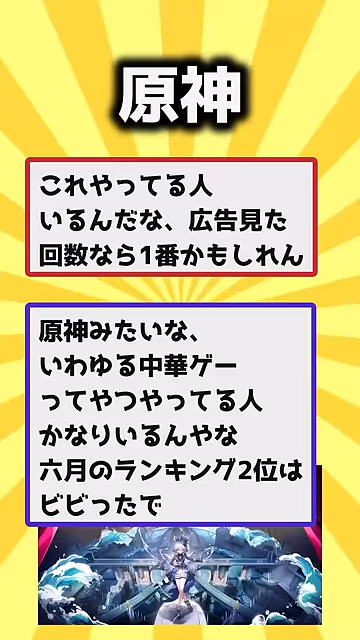 原神
これやってる人
いるんだな、広告見た
回数なら1番かもしれん
原神みたいな、
いわゆる中華ゲー
ってやつやってる人
かなりいるんやな
六月のランキング2位は
ビビったで